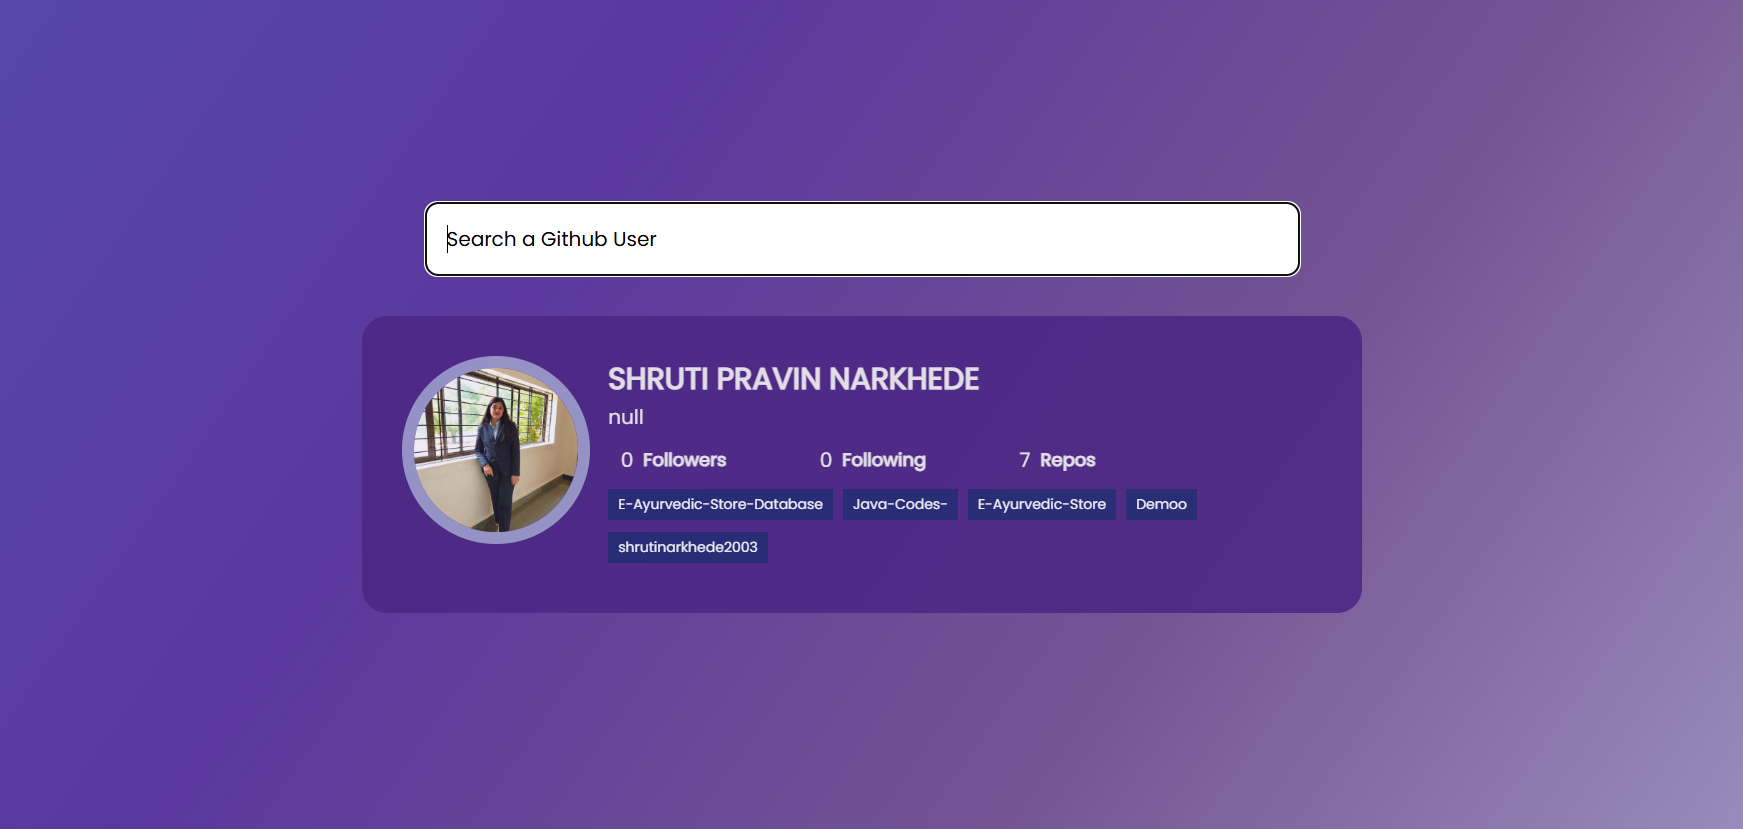 Search a Github User
SHRUTI PRAVIN NARKHEDE
null
0 Followers 0 Following 7 Repos
E-Ayurvedic-Store-Database Java-Codes- E-Ayurvedic-Store Demoo
shrutinarkhede2003